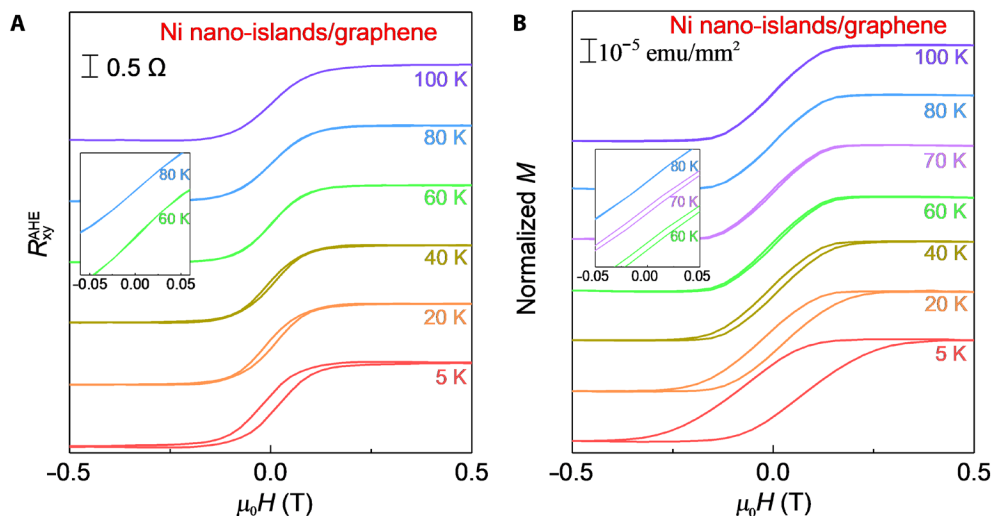 A
Ni nano-islands/graphene
0.5 Ω
100 K
80 K
60 K
40 K
20 K
5 K
80 K
60 K
−0.05 0.00 0.05
R_xy^AHE
−0.5 0.0 0.5
μ₀H (T)
B
Ni nano-islands/graphene
10⁻⁵ emu/mm²
100 K
80 K
70 K
60 K
40 K
20 K
5 K
80 K
70 K
60 K
-0.05 0.00 0.05
Normalized M
−0.5 0.0 0.5
μ₀H (T)